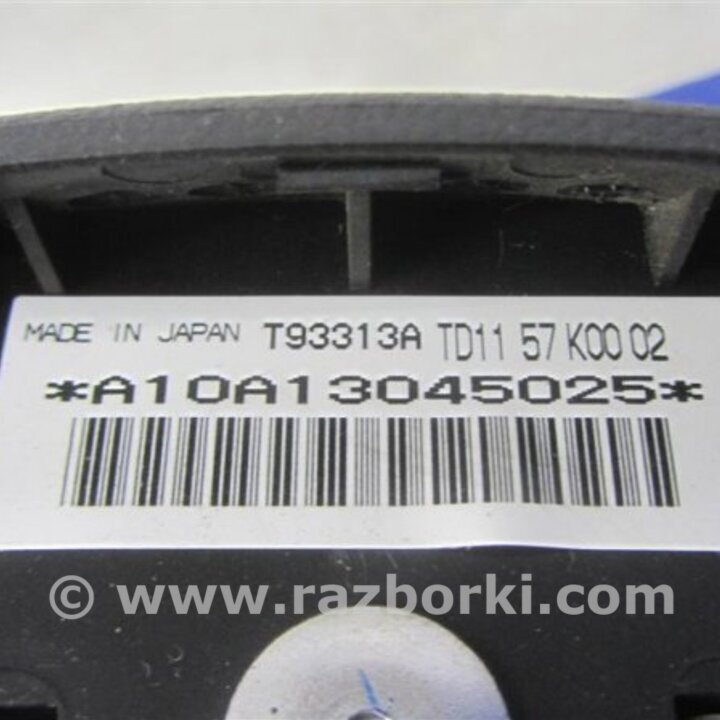 MADE IN JAPAN T93313A TD11 57 K00 02
*A10A13045025*
© www.razborki.com